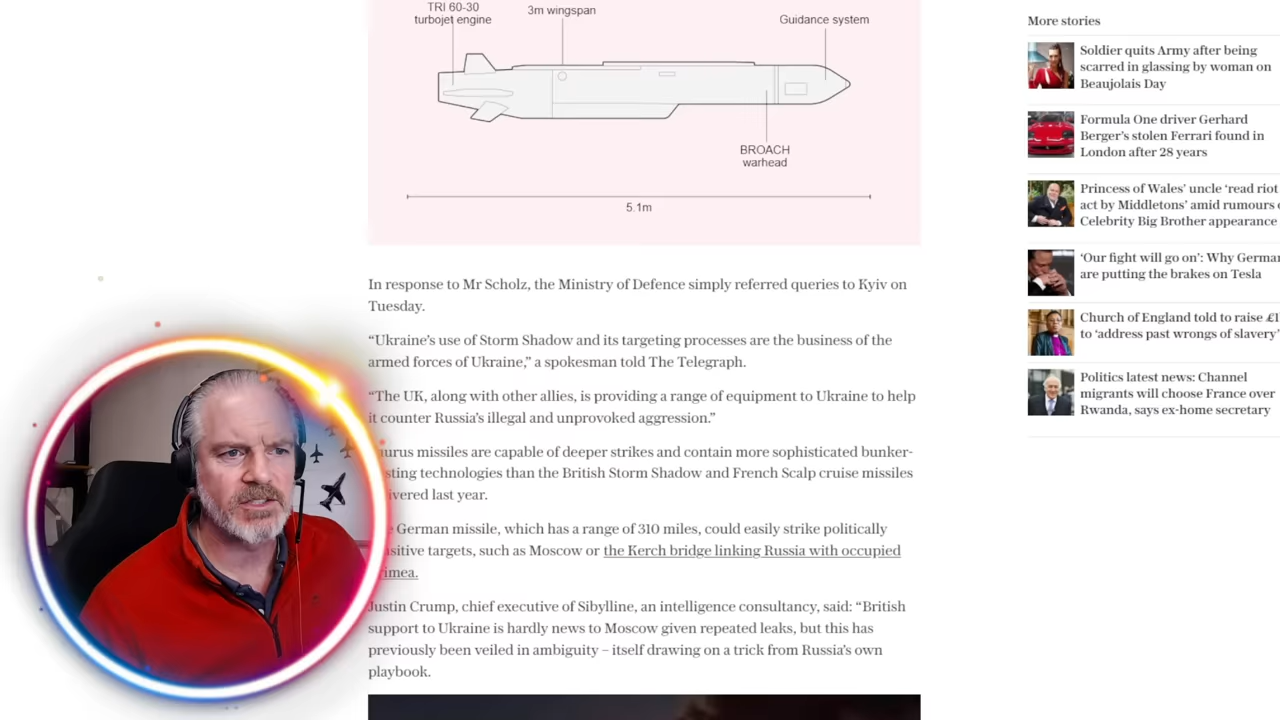 TRI 60-30
turbojet engine
3m wingspan
Guidance system
BROACH
warhead
5.1m
In response to Mr Scholz, the Ministry of Defence simply referred queries to Kyiv on
Tuesday.
“Ukraine’s use of Storm Shadow and its targeting processes are the business of the
armed forces of Ukraine,” a spokesman told The Telegraph.
“The UK, along with other allies, is providing a range of equipment to Ukraine to help
it counter Russia’s illegal and unprovoked aggression.”
missiles are capable of deeper strikes and contain more sophisticated bunker-
technologies than the British Storm Shadow and French Scalp cruise missiles
last year.
German missile, which has a range of 310 miles, could easily strike politically
targets, such as Moscow or the Kerch bridge linking Russia with occupied
Justin Crump, chief executive of Sibylline, an intelligence consultancy, said: “British
support to Ukraine is hardly news to Moscow given repeated leaks, but this has
previously been veiled in ambiguity – itself drawing on a trick from Russia’s own
playbook.
More stories
Soldier quits Army after being
scarred in glassing by woman on
Beaujolais Day
Formula One driver Gerhard
Berger’s stolen Ferrari found in
London after 28 years
Princess of Wales’ uncle ‘read riot
act by Middletons’ amid rumours
Celebrity Big Brother appearance
‘Our fight will go on’: Why
are putting the brakes on Tesla
Church of England told to raise
to ‘address past wrongs of slavery’
Politics latest news: Channel
migrants will choose France over
Rwanda, says ex-home secretary